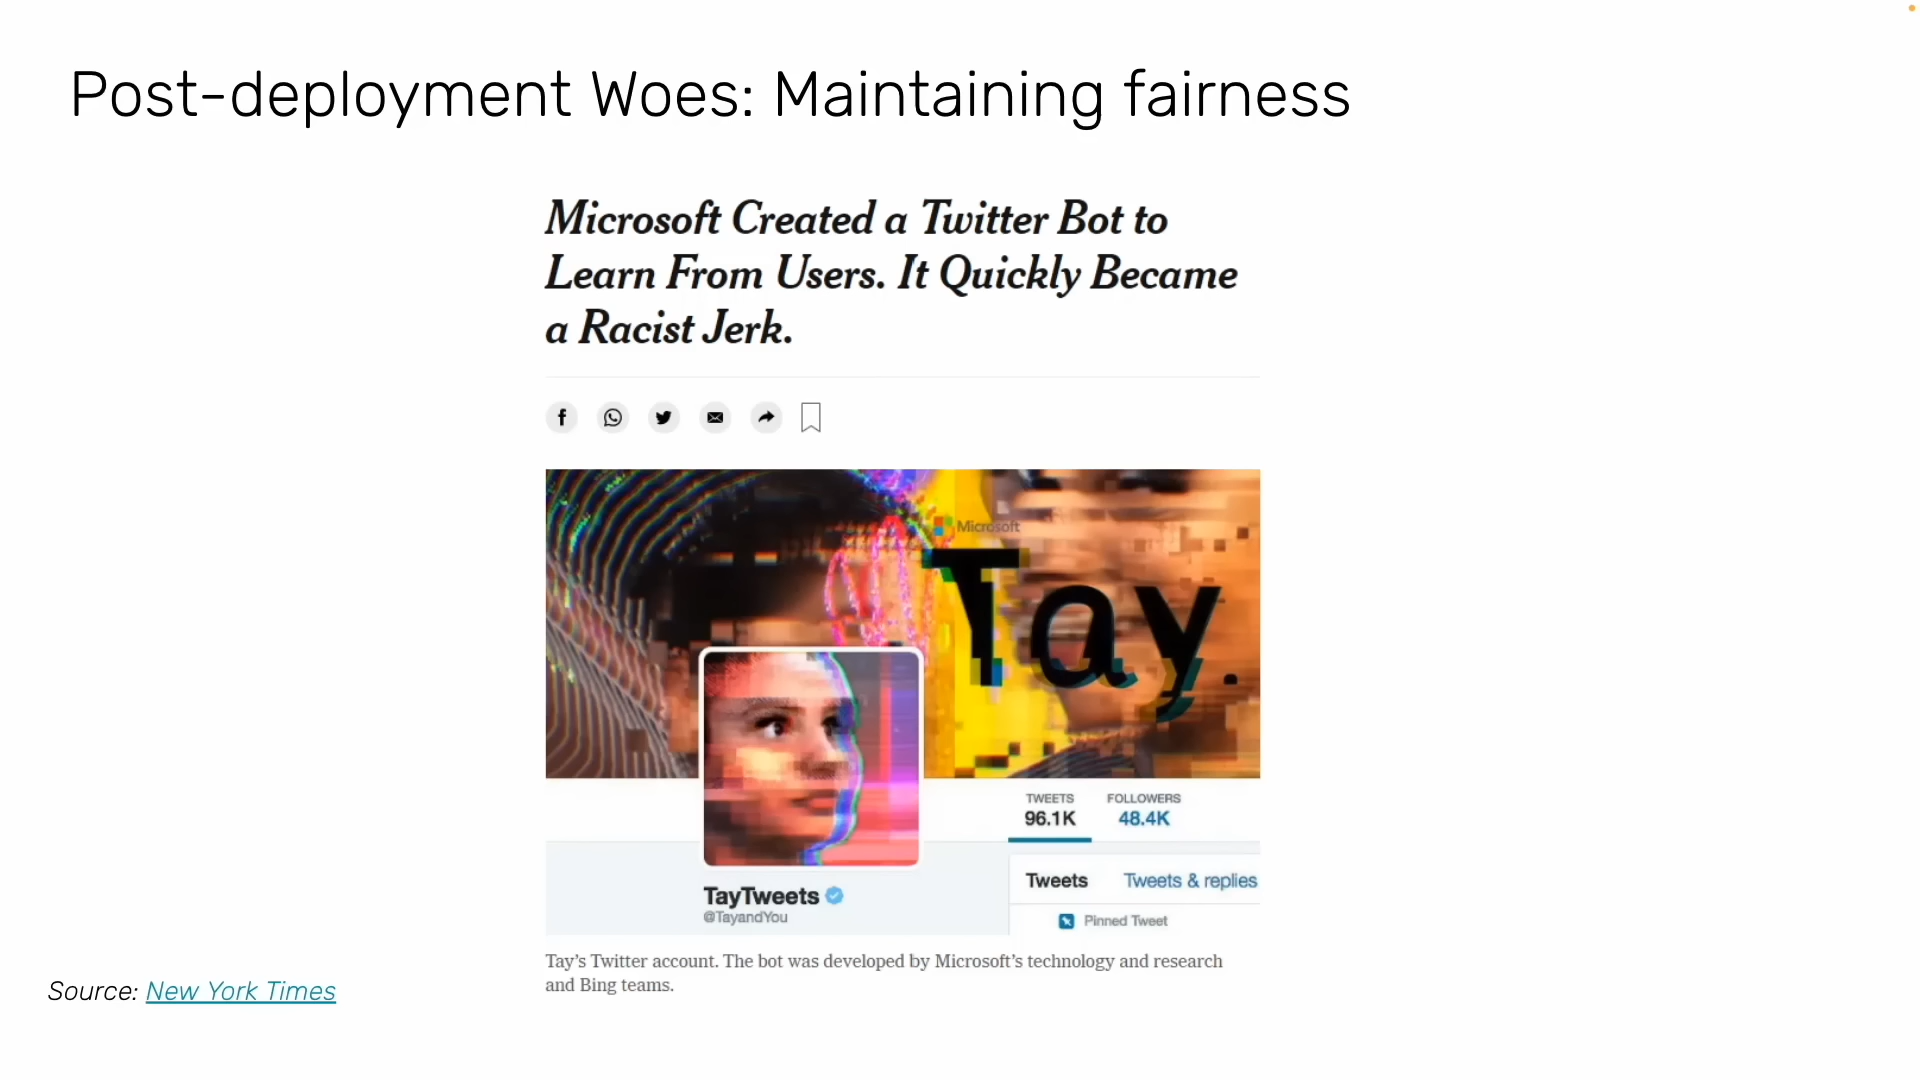 Post-deployment Woes: Maintaining fairness
Microsoft Created a Twitter Bot to
Learn From Users. It Quickly Became
a Racist Jerk.
Microsoft
Tay.
TWEETS FOLLOWERS
96.1K 48.4K
Tweets Tweets & replies
Pinned Tweet
TayTweets
@TayandYou
Tay's Twitter account. The bot was developed by Microsoft's technology and research
and Bing teams.
Source: New York Times